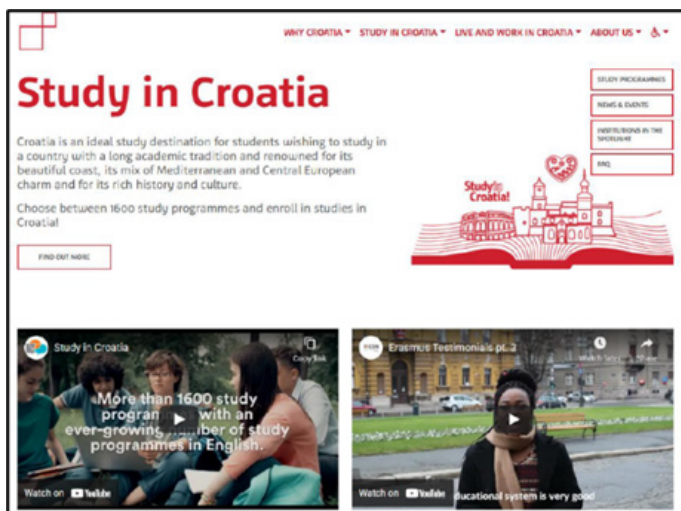 WHY CROATIA STUDY IN CROATIA LIVE AND WORK IN CROATIA ABOUT US
Study in Croatia
STUDY PROGRAMMES
NEWS & EVENTS
INSTITUTIONS IN THE
SPOTLIGHT
FAQ
Croatia is an ideal study destination for students wishing to study in
a country with a long academic tradition and renowned for its
beautiful coast, its mix of Mediterranean and Central European
charm and for its rich history and culture.
Choose between 1600 study programmes and enroll in studies in
Croatia!
FIND OUT MORE
Study in
Croatia!
Study in Croatia
Copy link
More than 1600 study
programmes with an
ever-growing number of study
programmes in English.
Watch on YouTube
Erasmus Testimonials pt. 3
Watch later Share
Watch on YouTube
ducational system is very good